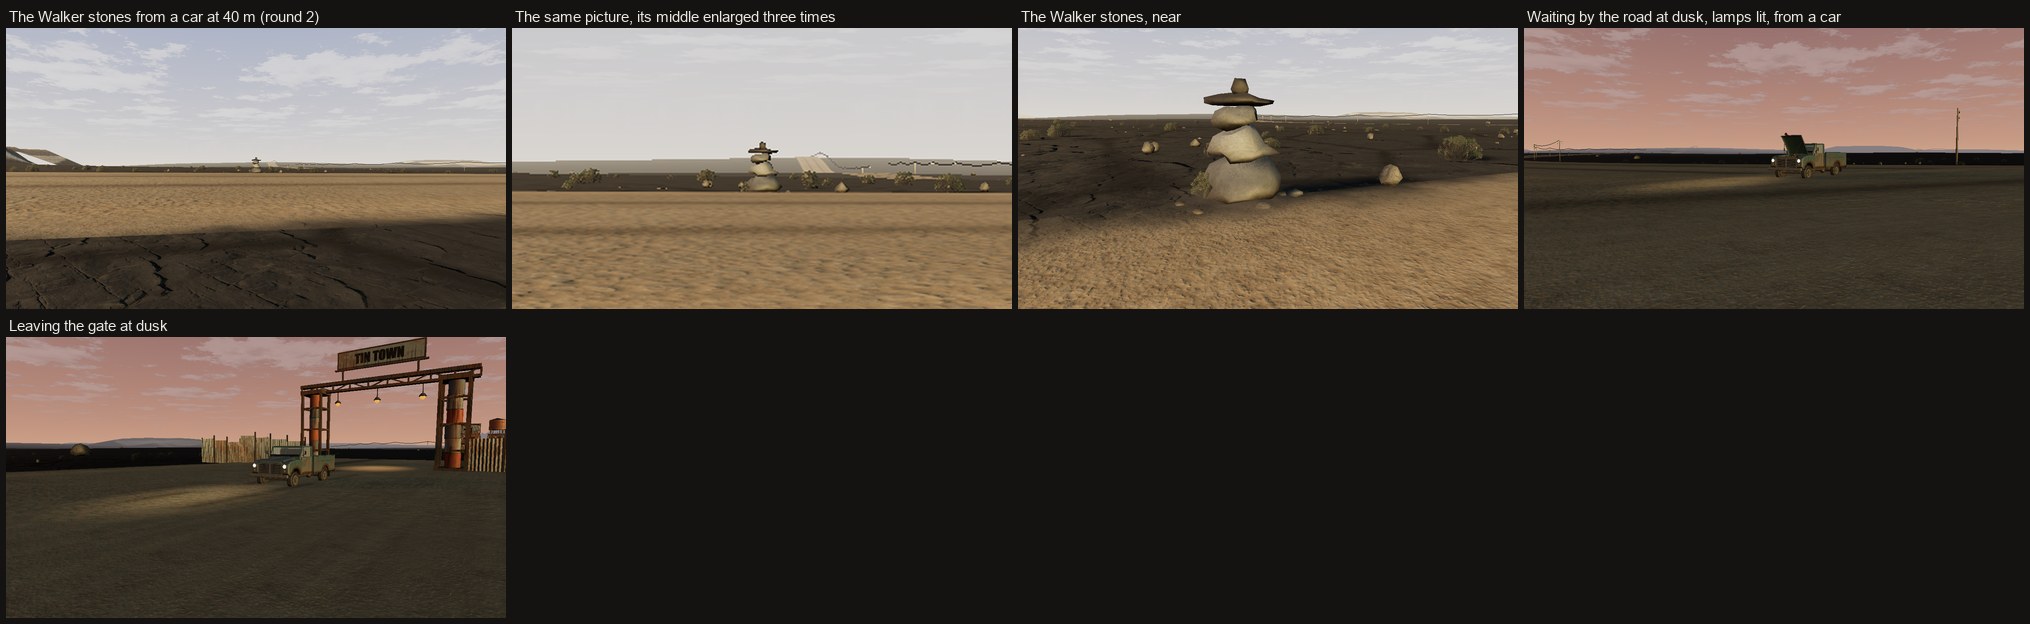 The Walker stones from a car at 40 m (round 2)
The same picture, its middle enlarged three times
The Walker stones, near
Waiting by the road at dusk, lamps lit, from a car
Leaving the gate at dusk
TIN TOWN